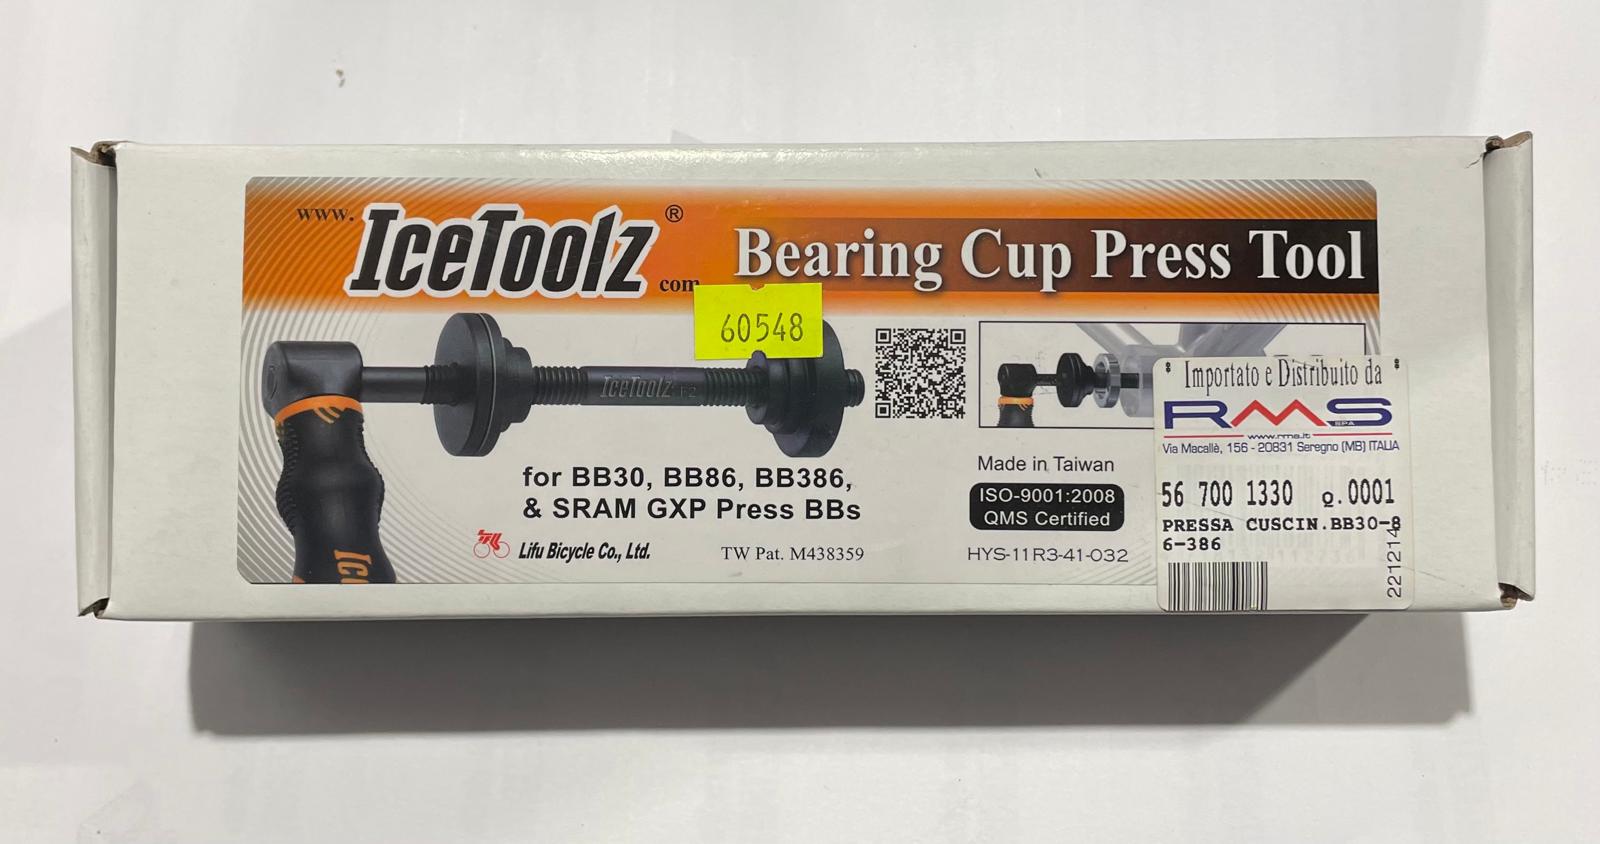 www.IceToolz®com
Bearing Cup Press Tool
60548
IceToolz
for BB30, BB86, BB386,
& SRAM GXP Press BBs
Lifu Bicycle Co., Ltd.
TW Pat. M438359
Made in Taiwan
ISO-9001:2008
QMS Certified
HYS-11R3-41-032
Importato e Distribuito da
RMS
SPA
www.rms.it
Via Macallè, 156 - 20831 Seregno (MB) ITALIA
56 700 1330 Q.0001
PRESSA CUSCIN.BB30-8
6-386
221214